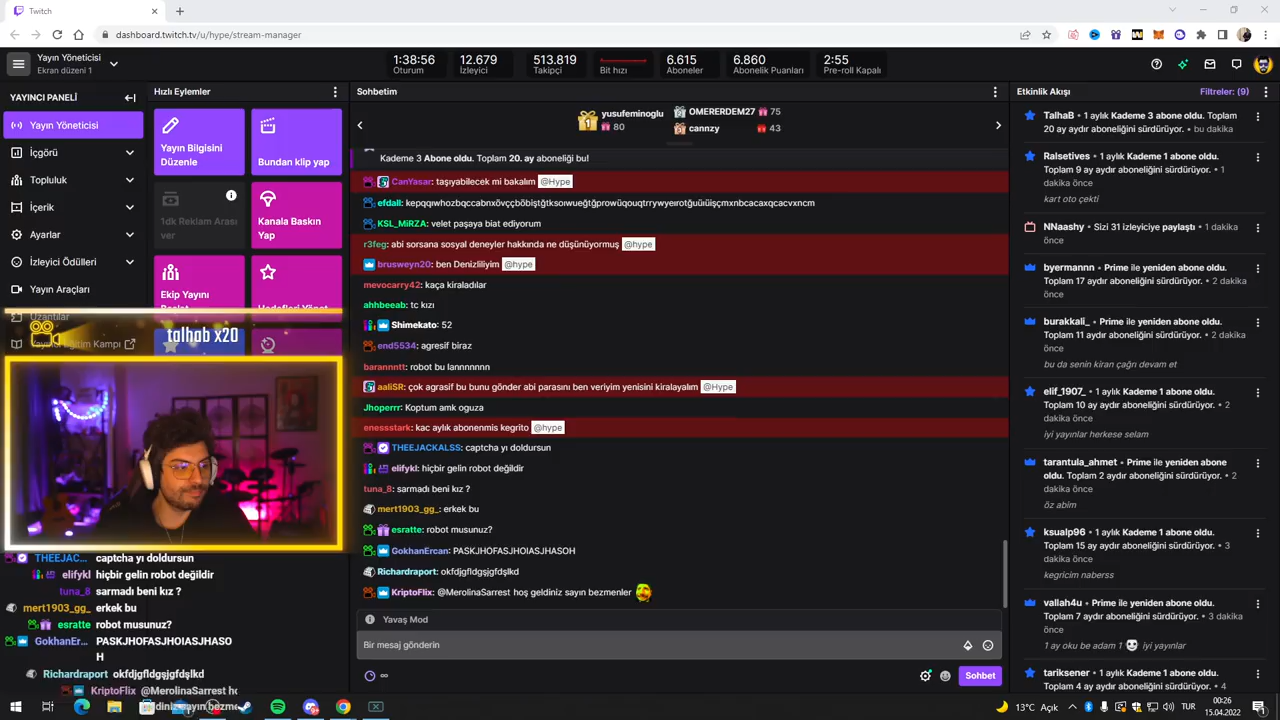 Twitch
dashboard.twitch.tv/u/hype/stream-manager
Yayın Yöneticisi
Ekran düzeni 1
1:38:56
Oturum
12.679
İzleyici
513.819
Takipçi
Bit hızı
6.615
Aboneler
6.860
Abonelik Puanları
2:55
Pre-roll Kapalı
YAYINCI PANELİ
Yayın Yöneticisi
İçgörü
Topluluk
İçerik
Ayarlar
İzleyici Ödülleri
Yayın Araçları
Uzantılar
Yayıncı Eğitim Kampı
Hızlı Eylemler
Yayın Bilgisini
Düzenle
Bundan klip yap
1dk Reklam Arası
ver
Kanala Baskın
Yap
Ekip Yayını
Hedefleri
talhab x20
THEEJACK... captcha yı doldursun
elifykl hiçbir gelin robot değildir
tuna_8 sarmadı beni kız ?
mert1903_gg_ erkek bu
esratte robot musunuz?
GokhanEr... PASKJHOFASJHOIASJHASO
H
Richardraport okfdjgfldgsjgfdsjlkd
KriptoFlix @MerolinaSarrest
Sohbetim
1
yusufeminoglu
80
OMERERDEM27 75
cannzy 43
Kademe 3 Abone oldu. Toplam 20. ay aboneliği bu!
CanYasar: taşıyabilecek mi bakalım @Hype
KSL_MiRZA: velet paşaya biat ediyorum
r3feg: abi sorsana sosyal deneyler hakkında ne düşünüyormuş @hype
brusweyn20: ben Denizliliyim @hype
mevocarry42: kaça kiraladılar
ahhbeeab: tc kızı
Shimekato: 52
end5534: agresif biraz
barannntt: robot bu lannnnnnn
aaliSR: çok agrasif bu bunu gönder abi parasını ben veriyim yenisini kiralayalım @Hype
Jhoperrr: Koptum amk oguza
enessstark: kac aylık abonenmis kegrito @hype
THEEJACKALSS: captcha yı doldursun
elifykl: hiçbir gelin robot değildir
tuna_8: sarmadı beni kız ?
mert1903_gg_: erkek bu
esratte: robot musunuz?
GokhanErcan: PASKJHOFASJHOIASJHASOH
Richardraport: okfdjgfldgsjgfdsjlkd
KriptoFlix: @MerolinaSarrest hoş geldiniz sayın bezmenler
Yavaş Mod
Bir mesaj gönderin
∞
Sohbet
Etkinlik Akışı
Filtreler: (9)
TalhaB • 1 aylık Kademe 3 abone oldu. Toplam
20 ay aydır aboneliğini sürdürüyor. • bu dakika
Ralsetives • 1 aylık Kademe 3 abone oldu.
Toplam 9 ay aydır aboneliğini sürdürüyor. • 1
dakika önce
kart oto çekti
NNaashy • Sizi 31 izleyiciye paylaştı • 1 dakika
önce
byermannn • Prime ile yeniden abone oldu.
Toplam 17 aydır aboneliğini sürdürüyor. • 2 dakika
önce
burakkali_ • Prime ile yeniden abone oldu.
Toplam 11 aydır aboneliğini sürdürüyor. • 2 dakika
önce
bu da senin kiran çağrı devam et
elif_1907_ • 1 aylık Kademe 3 abone oldu.
Toplam 10 ay aydır aboneliğini sürdürüyor. • 2
dakika önce
iyi yayınlar herkese selam
tarantula_ahmet • Prime ile yeniden abone
oldu. Toplam 2 aydır aboneliğini sürdürüyor. • 2
dakika önce
öz abim
ksualp96 • 1 aylık Kademe 3 abone oldu.
Toplam 15 ay aydır aboneliğini sürdürüyor. • 3
dakika önce
kegricim naberss
vallah4u • Prime ile yeniden abone oldu.
Toplam 7 aydır aboneliğini sürdürüyor. • 3 dakika
önce
1 ay oku be adam 1 iyi yayınlar
tariksener • 1 aylık Kademe 3 abone oldu.
Toplam 4 ay aydır aboneliğini sürdürüyor. • 4
13°C Açık
TUR
00:26
15.04.2022